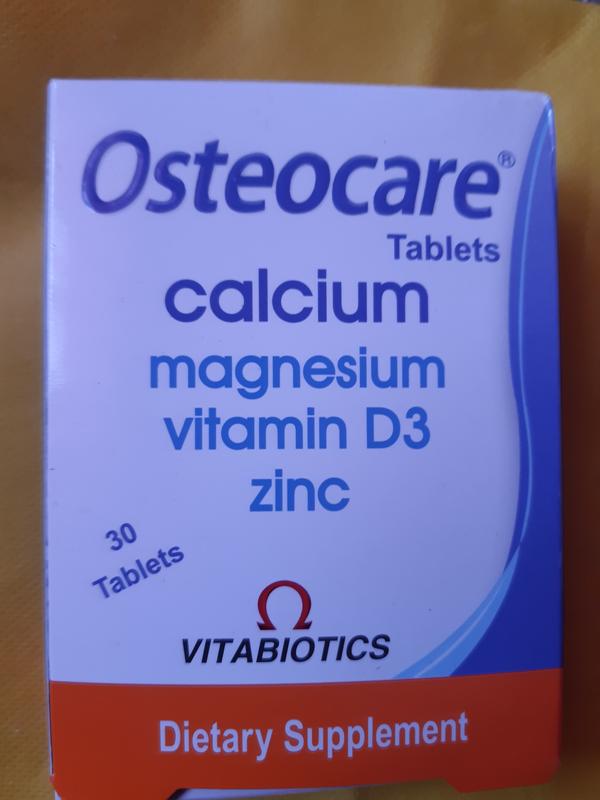 Osteocare®
Tablets
calcium
magnesium
vitamin D3
zinc
30
Tablets
VITABIOTICS
Dietary Supplement